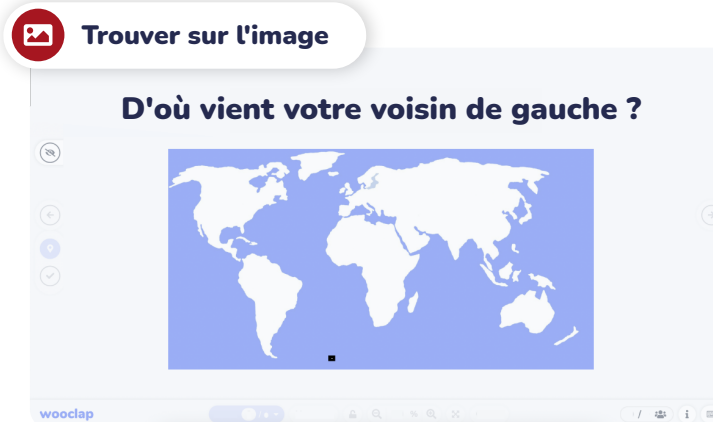 Trouver sur l'image
D'où vient votre voisin de gauche ?
wooclap